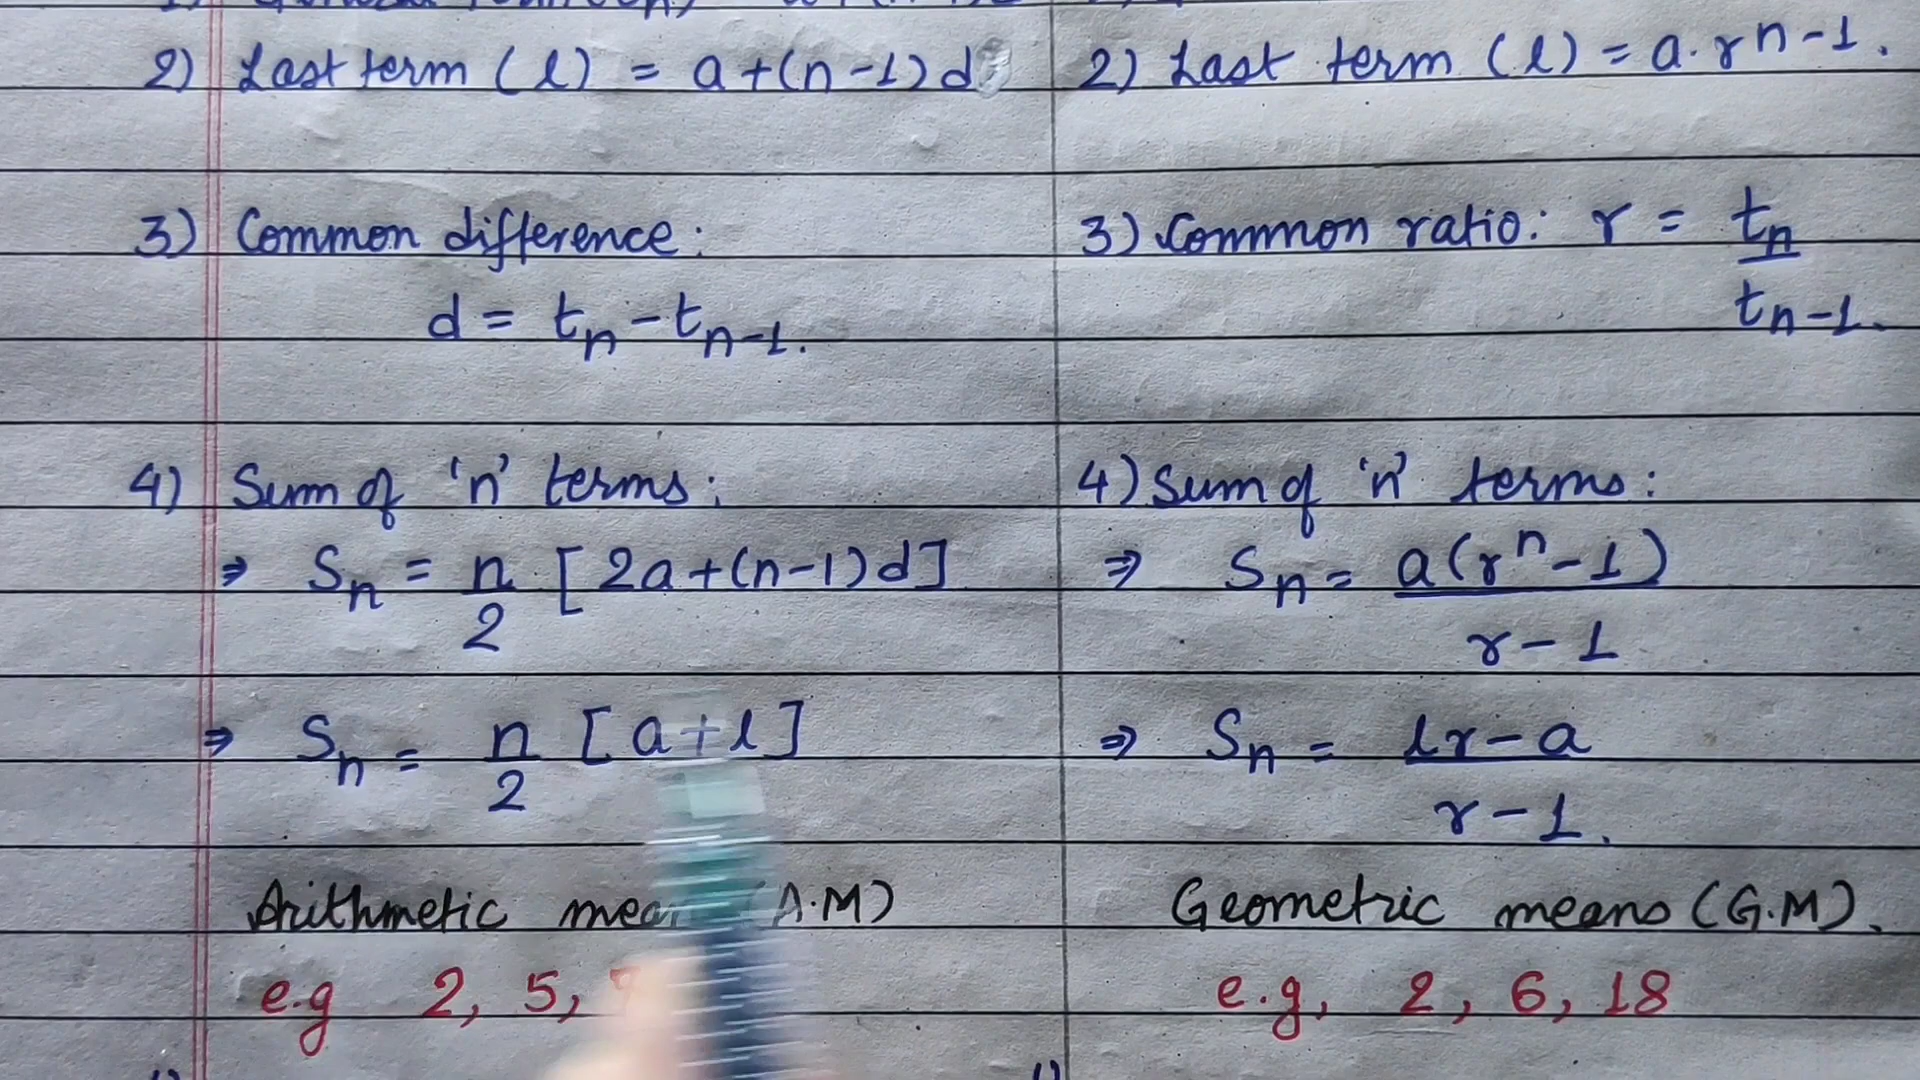 2) Last term (l) = a+(n-1)d
3) Common difference:
d = tₙ - tₙ₋₁.
4) Sum of 'n' terms:
⇒ Sₙ = n/2 [2a+(n-1)d]
⇒ Sₙ = n/2 [a+l]
Arithmetic (A.M)
e.g 2, 5,
2) Last term (l) = a·rⁿ⁻¹.
3) Common ratio: r = tₙ/tₙ₋₁.
4) Sum of 'n' terms:
⇒ Sₙ = a(rⁿ-1)/r-1
⇒ Sₙ = lr-a/r-1.
Geometric means (G.M).
e.g, 2, 6, 18